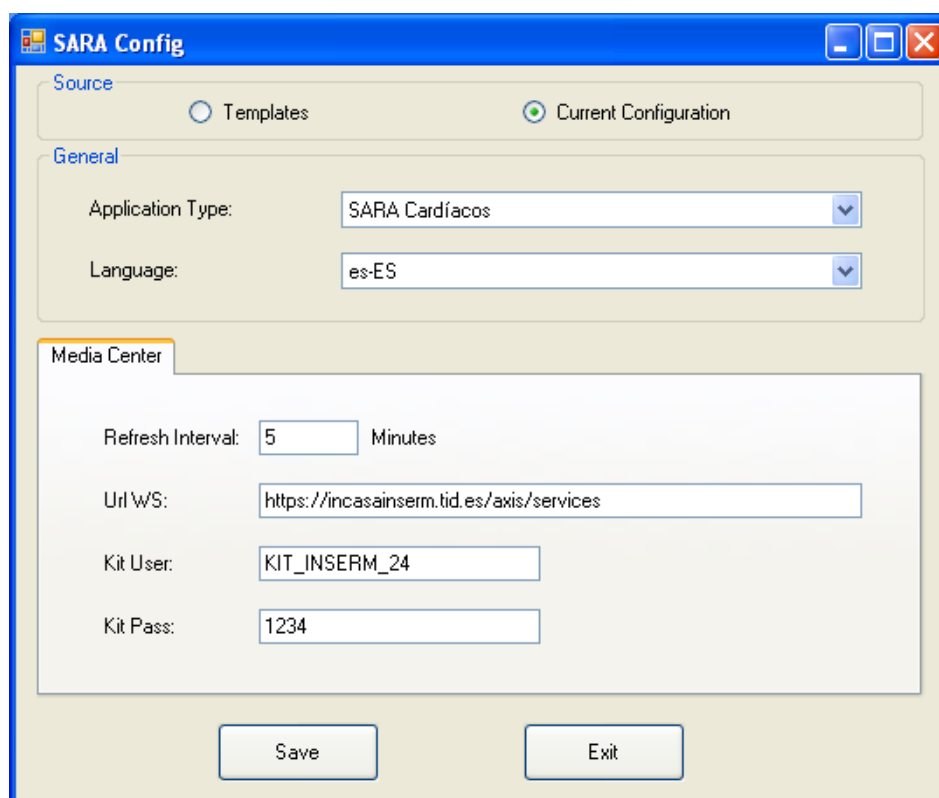 SARA Config
Source
Templates Current Configuration
General
Application Type: SARA Cardíacos
Language: es-ES
Media Center
Refresh Interval: 5 Minutes
Url WS: https://incasainserm.tid.es/axis/services
Kit User: KIT_INSERM_24
Kit Pass: 1234
Save Exit